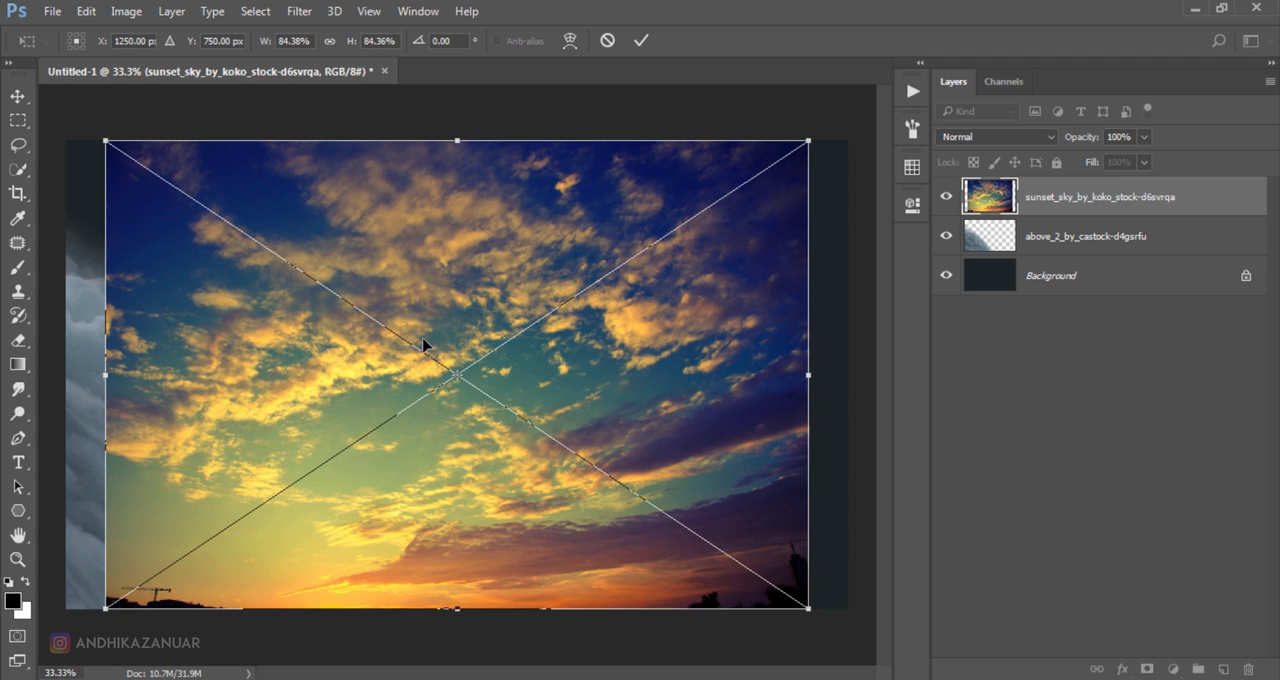 Ps File Edit Image Layer Type Select Filter 3D View Window Help
X: 1250.00 px Y: 750.00 px W: 84.38% H: 84.36% 0.00 ° Anti-alias
Untitled-1 @ 33.3% (sunset_sky_by_koko_stock-d6svrqa, RGB/8#) * ×
Layers Channels
Kind
Normal Opacity: 100%
Lock: Fill: 100%
sunset_sky_by_koko_stock-d6svrqa
above_2_by_castock-d4gsrfu
Background
ANDHIKAZANUAR
33.33% Doc: 10.7M/31.9M